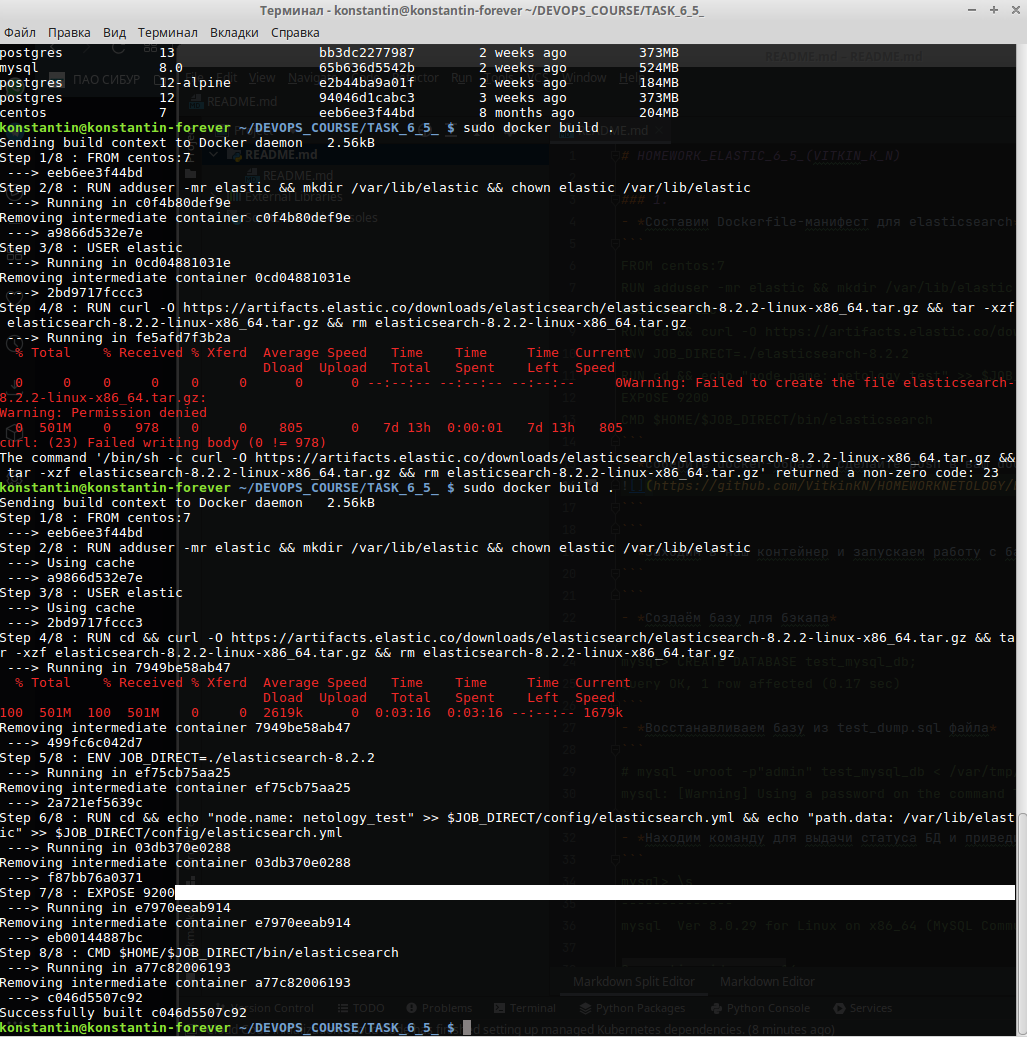 Терминал - konstantin@konstantin-forever ~/DEVOPS_COURSE/TASK_6_5_
Файл Правка Вид Терминал Вкладки Справка
postgres 13 bb3dc2277987 2 weeks ago 373MB
mysql 8.0 65b636d5542b 2 weeks ago 524MB
postgres 12-alpine e2b44ba9a01f 2 weeks ago 184MB
postgres 12 94046d1cabc3 3 weeks ago 373MB
centos 7 eeb6ee3f44bd 8 months ago 204MB
konstantin@konstantin-forever ~/DEVOPS_COURSE/TASK_6_5_ $ sudo docker build .
Sending build context to Docker daemon 2.56kB
Step 1/8 : FROM centos:7
---> eeb6ee3f44bd
Step 2/8 : RUN adduser -mr elastic && mkdir /var/lib/elastic && chown elastic /var/lib/elastic
---> Running in c0f4b80def9e
Removing intermediate container c0f4b80def9e
---> a9866d532e7e
Step 3/8 : USER elastic
---> Running in 0cd04881031e
Removing intermediate container 0cd04881031e
---> 2bd9717fccc3
Step 4/8 : RUN curl -O https://artifacts.elastic.co/downloads/elasticsearch/elasticsearch-8.2.2-linux-x86_64.tar.gz && tar -xzf
elasticsearch-8.2.2-linux-x86_64.tar.gz && rm elasticsearch-8.2.2-linux-x86_64.tar.gz
---> Running in fe5afd7f3b2a
% Total % Received % Xferd Average Speed Time Time Time Current
Dload Upload Total Spent Left Speed
0 0 0 0 0 0 0 0 --:--:-- --:--:-- --:--:-- 0Warning: Failed to create the file elasticsearch-
8.2.2-linux-x86_64.tar.gz:
Warning: Permission denied
0 501M 0 978 0 0 805 0 7d 13h 0:00:01 7d 13h 805
curl: (23) Failed writing body (0 != 978)
The command '/bin/sh -c curl -O https://artifacts.elastic.co/downloads/elasticsearch/elasticsearch-8.2.2-linux-x86_64.tar.gz &&
tar -xzf elasticsearch-8.2.2-linux-x86_64.tar.gz && rm elasticsearch-8.2.2-linux-x86_64.tar.gz' returned a non-zero code: 23
konstantin@konstantin-forever ~/DEVOPS_COURSE/TASK_6_5_ $ sudo docker build .
Sending build context to Docker daemon 2.56kB
Step 1/8 : FROM centos:7
---> eeb6ee3f44bd
Step 2/8 : RUN adduser -mr elastic && mkdir /var/lib/elastic && chown elastic /var/lib/elastic
---> Using cache
---> a9866d532e7e
Step 3/8 : USER elastic
---> Using cache
---> 2bd9717fccc3
Step 4/8 : RUN cd && curl -O https://artifacts.elastic.co/downloads/elasticsearch/elasticsearch-8.2.2-linux-x86_64.tar.gz && ta
r -xzf elasticsearch-8.2.2-linux-x86_64.tar.gz && rm elasticsearch-8.2.2-linux-x86_64.tar.gz
---> Running in 7949be58ab47
% Total % Received % Xferd Average Speed Time Time Time Current
Dload Upload Total Spent Left Speed
100 501M 100 501M 0 0 2619k 0 0:03:16 0:03:16 --:--:-- 1679k
Removing intermediate container 7949be58ab47
---> 499fc6c042d7
Step 5/8 : ENV JOB_DIRECT=./elasticsearch-8.2.2
---> Running in ef75cb75aa25
Removing intermediate container ef75cb75aa25
---> 2a721ef5639c
Step 6/8 : RUN cd && echo "node.name: netology_test" >> $JOB_DIRECT/config/elasticsearch.yml && echo "path.data: /var/lib/elast
ic" >> $JOB_DIRECT/config/elasticsearch.yml
---> Running in 03db370e0288
Removing intermediate container 03db370e0288
---> f87bb76a0371
Step 7/8 : EXPOSE 9200
---> Running in e7970eeab914
Removing intermediate container e7970eeab914
---> eb00144887bc
Step 8/8 : CMD $HOME/$JOB_DIRECT/bin/elasticsearch
---> Running in a77c82006193
Removing intermediate container a77c82006193
---> c046d5507c92
Successfully built c046d5507c92
konstantin@konstantin-forever ~/DEVOPS_COURSE/TASK_6_5_ $